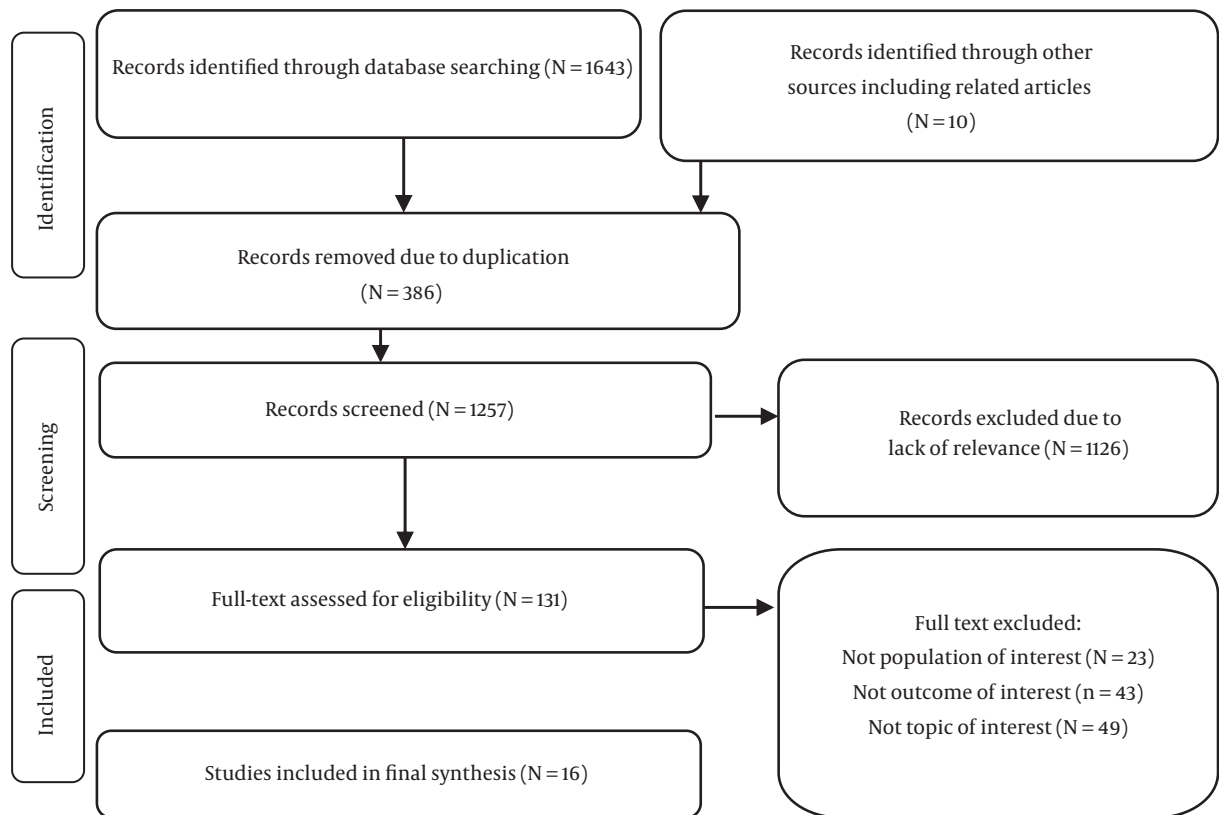 Identification
Records identified through database searching (N = 1643)
Records identified through other
sources including related articles
(N = 10)
Records removed due to duplication
(N = 386)
Screening
Records screened (N = 1257)
Records excluded due to
lack of relevance (N = 1126)
Full-text assessed for eligibility (N = 131)
Included
Full text excluded:
Not population of interest (N = 23)
Not outcome of interest (n = 43)
Not topic of interest (N = 49)
Studies included in final synthesis (N = 16)